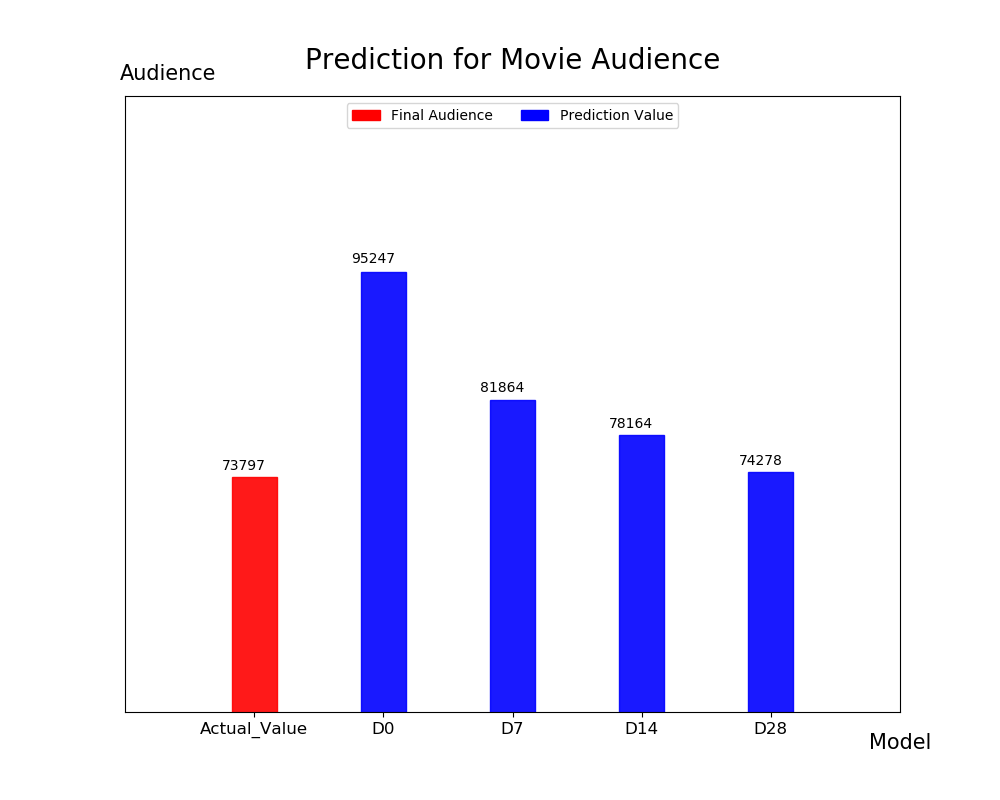 Prediction for Movie Audience
Audience
Final Audience
Prediction Value
95247
81864
78164
74278
73797
Actual_Value
D0
D7
D14
D28
Model